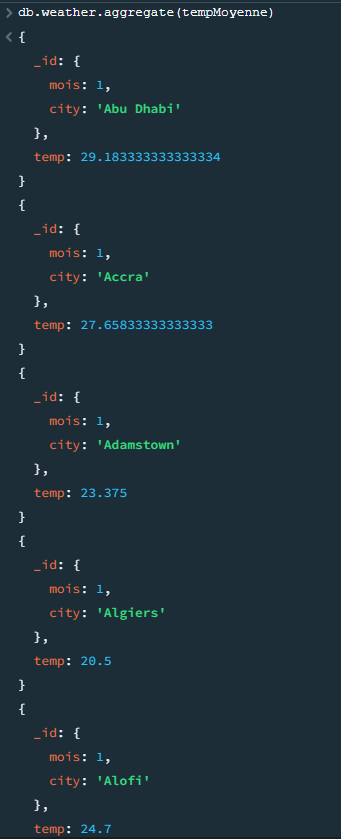 > db.weather.aggregate(tempMoyenne)
< {
_id: {
mois: 1,
city: 'Abu Dhabi'
},
temp: 29.183333333333334
}
{
_id: {
mois: 1,
city: 'Accra'
},
temp: 27.65833333333333
}
{
_id: {
mois: 1,
city: 'Adamstown'
},
temp: 23.375
}
{
_id: {
mois: 1,
city: 'Algiers'
},
temp: 20.5
}
{
_id: {
mois: 1,
city: 'Alofi'
},
temp: 24.7